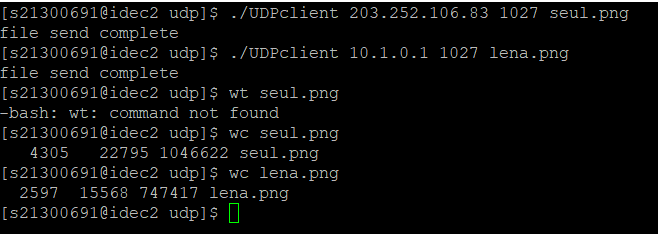 [s21300691@idec2 udp]$ ./UDPclient 203.252.106.83 1027 seul.png
file send complete
[s21300691@idec2 udp]$ ./UDPclient 10.1.0.1 1027 lena.png
file send complete
[s21300691@idec2 udp]$ wt seul.png
-bash: wt: command not found
[s21300691@idec2 udp]$ wc seul.png
   4305   22795 1046622 seul.png
[s21300691@idec2 udp]$ wc lena.png
  2597  15568 747417 lena.png
[s21300691@idec2 udp]$